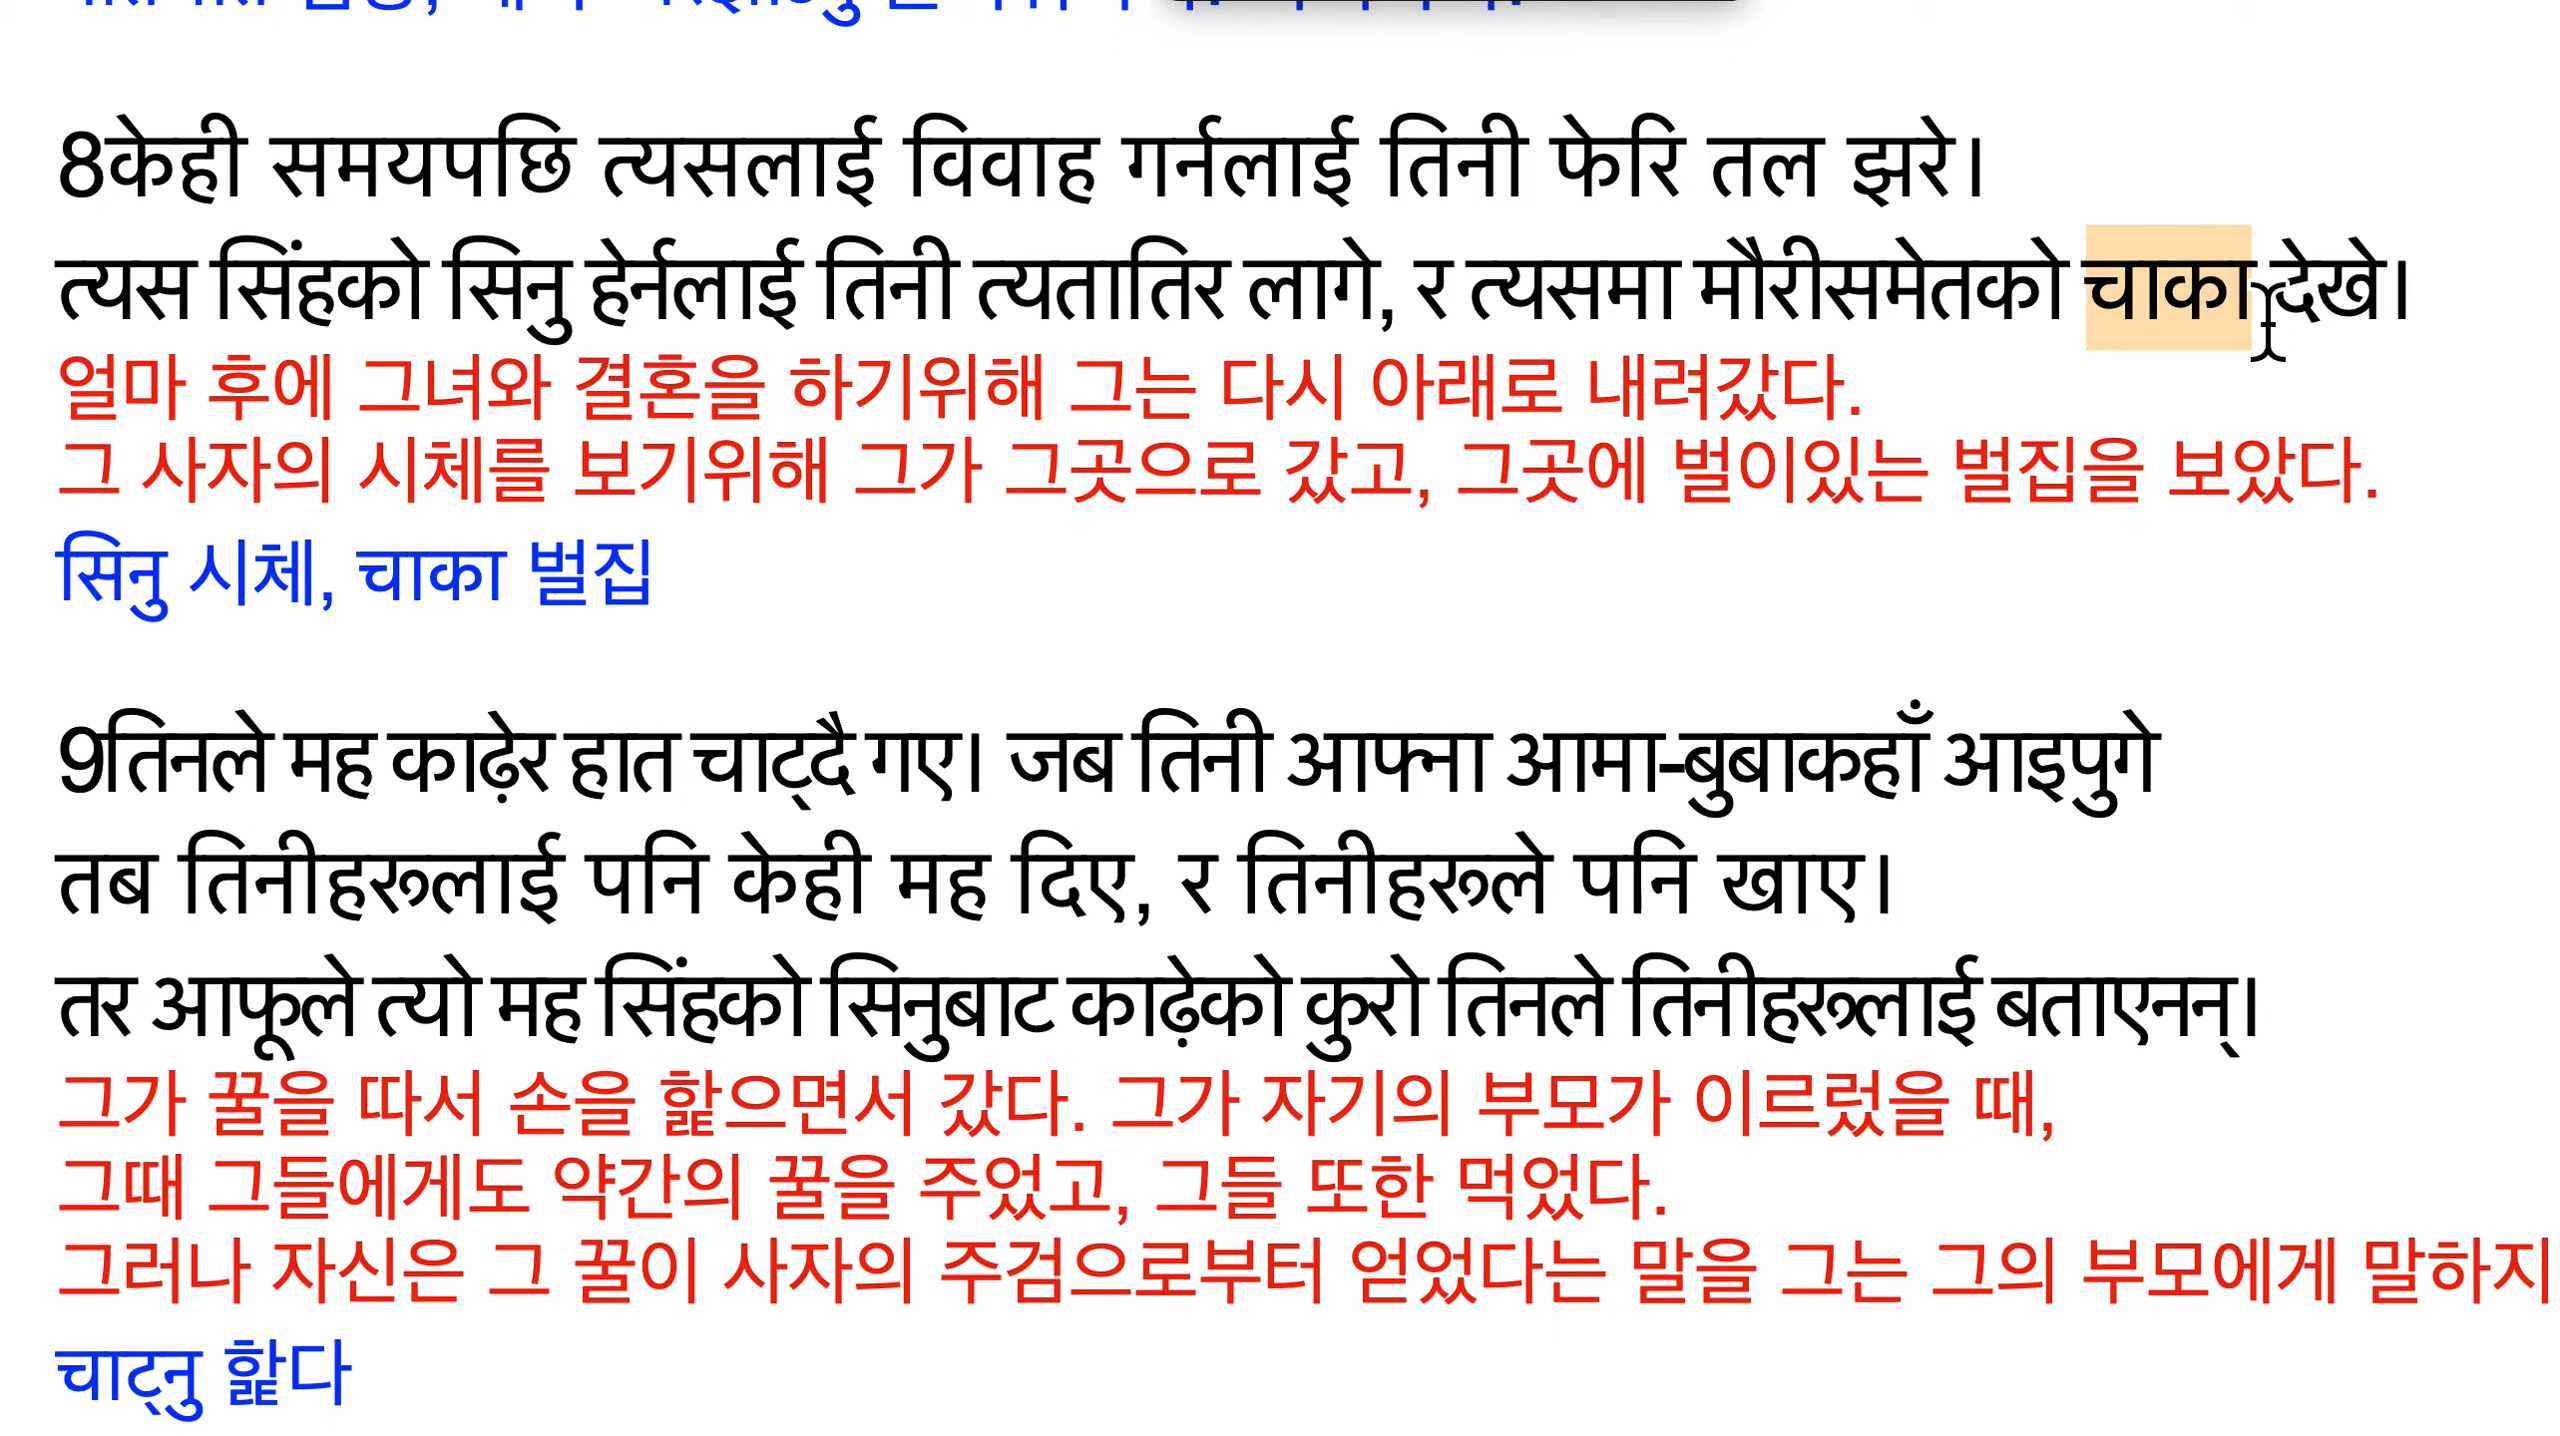 8केही समयपछि त्यसलाई विवाह गर्नलाई तिनी फेरि तल झरे।
त्यस सिंहको सिनु हेर्नलाई तिनी त्यतातिर लागे, र त्यसमा मौरीसमेतको चाका देखे।
얼마 후에 그녀와 결혼을 하기위해 그는 다시 아래로 내려갔다.
그 사자의 시체를 보기위해 그가 그곳으로 갔고, 그곳에 벌이있는 벌집을 보았다.
सिनु 시체, चाका 벌집
9तिनले मह काढ़ेर हात चाट्दै गए। जब तिनी आफ्ना आमा-बुबाकहाँ आइपुगे
तब तिनीहरूलाई पनि केही मह दिए, र तिनीहरूले पनि खाए।
तर आफूले त्यो मह सिंहको सिनुबाट काढ़ेको कुरो तिनले तिनीहरूलाई बताएनन्।
그가 꿀을 따서 손을 핥으면서 갔다. 그가 자기의 부모가 이르렀을 때,
그때 그들에게도 약간의 꿀을 주었고, 그들 또한 먹었다.
그러나 자신은 그 꿀이 사자의 주검으로부터 얻었다는 말을 그는 그의 부모에게 말하지
चाट्नु 핥다